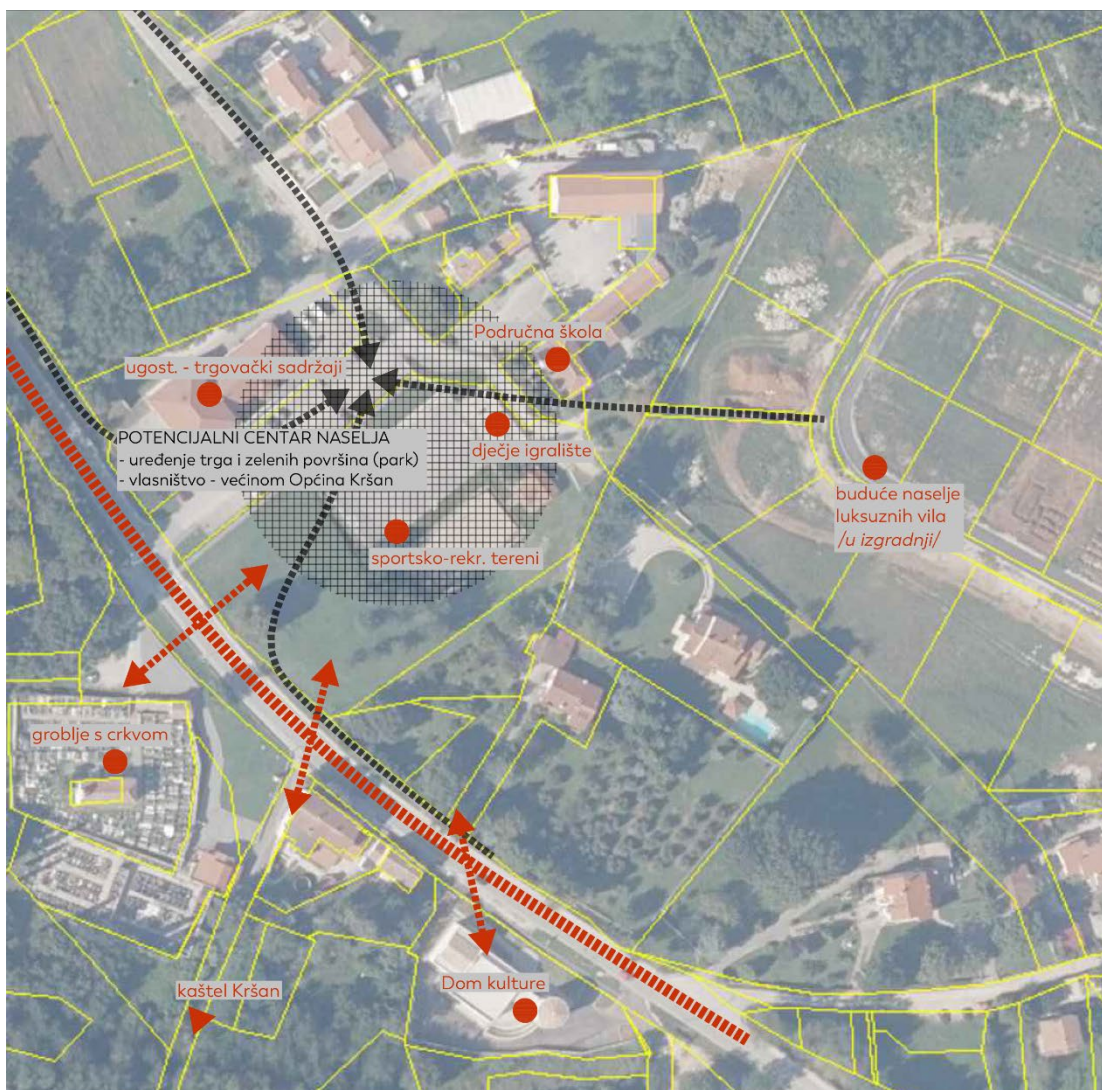 Područna škola
ugost. - trgovački sadržaji
dječje igralište
POTENCIJALNI CENTAR NASELJA
- uređenje trga i zelenih površina (park)
- vlasništvo - većinom Općina Kršan
buduće naselje
luksuznih vila
/u izgradnji/
sportsko-rekr. tereni
groblje s crkvom
Dom kulture
kaštel Kršan